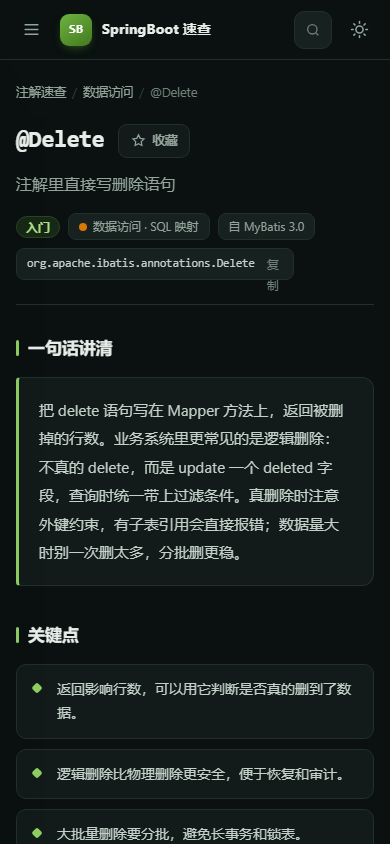 SB SpringBoot 速查
注解速查 / 数据访问 / @Delete
@Delete 收藏
注解里直接写删除语句
入门 数据访问 · SQL 映射 自 MyBatis 3.0
org.apache.ibatis.annotations.Delete 复
制
一句话讲清
把 delete 语句写在 Mapper 方法上，返回被删
掉的行数。业务系统里更常见的是逻辑删除：
不真的 delete，而是 update 一个 deleted 字
段，查询时统一带上过滤条件。真删除时注意
外键约束，有子表引用会直接报错；数据量大
时别一次删太多，分批删更稳。
关键点
返回影响行数，可以用它判断是否真的删到了数
据。
逻辑删除比物理删除更安全，便于恢复和审计。
大批量删除要分批，避免长事务和锁表。